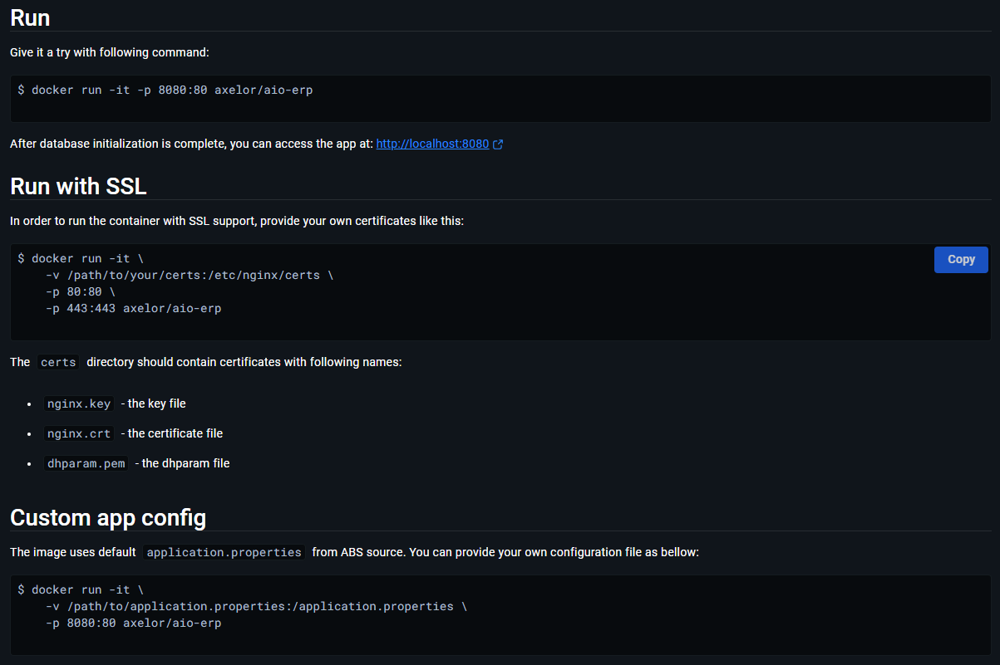 Run
Give it a try with following command:
$ docker run -it -p 8080:80 axelor/aio-erp
After database initialization is complete, you can access the app at: http://localhost:8080
Run with SSL
In order to run the container with SSL support, provide your own certificates like this:
$ docker run -it \
Copy
-v /path/to/your/certs:/etc/nginx/certs \
-p 80:80 \
-p 443:443 axelor/aio-erp
The certs directory should contain certificates with following names:
• nginx.key - the key file
• nginx.crt - the certificate file
• dhparam.pem - the dhparam file
Custom app config
The image uses default application.properties from ABS source. You can provide your own configuration file as bellow:
$ docker run -it \
-v /path/to/application.properties:/application.properties \
-p 8080:80 axelor/aio-erp